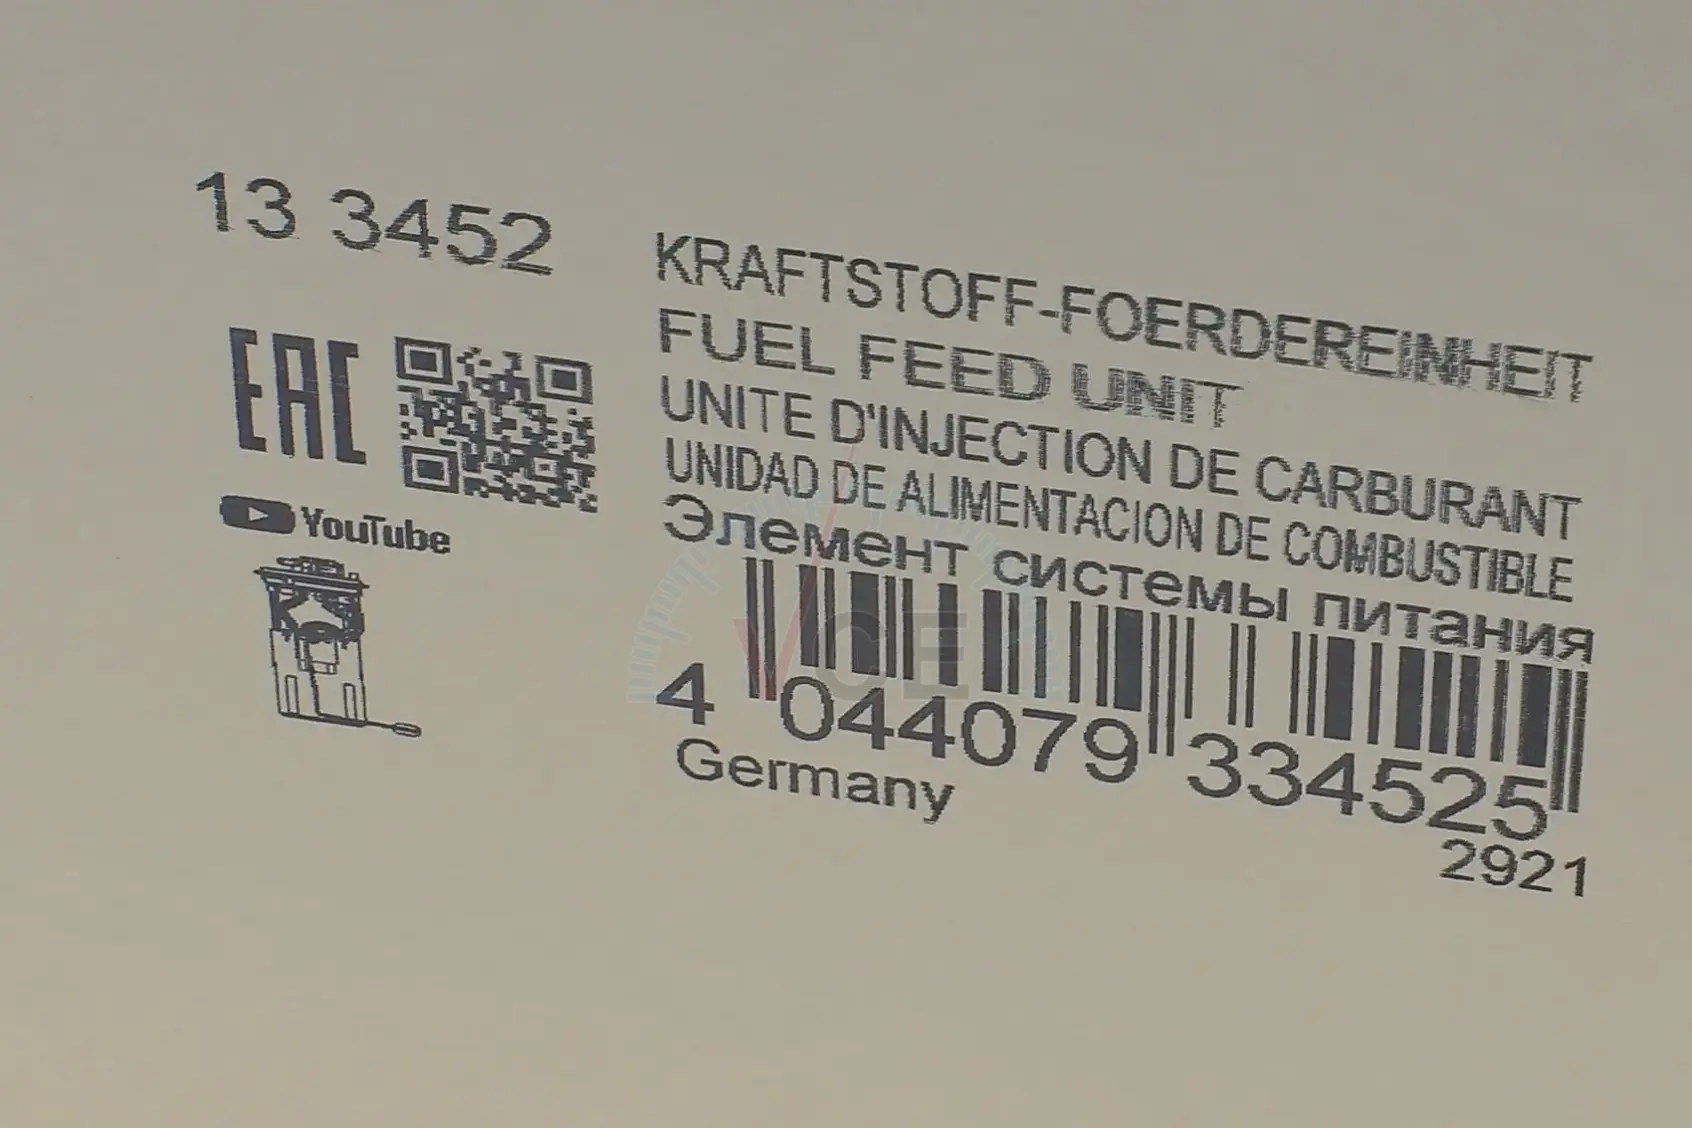 13 3452
KRAFTSTOFF-FOERDEREINHEIT
FUEL FEED UNIT
UNITE D'INJECTION DE CARBURANT
UNIDAD DE ALIMENTACION DE COMBUSTIBLE
Элемент системы питания
EAC
YouTube
VCE
4 044079 334525
Germany
2921